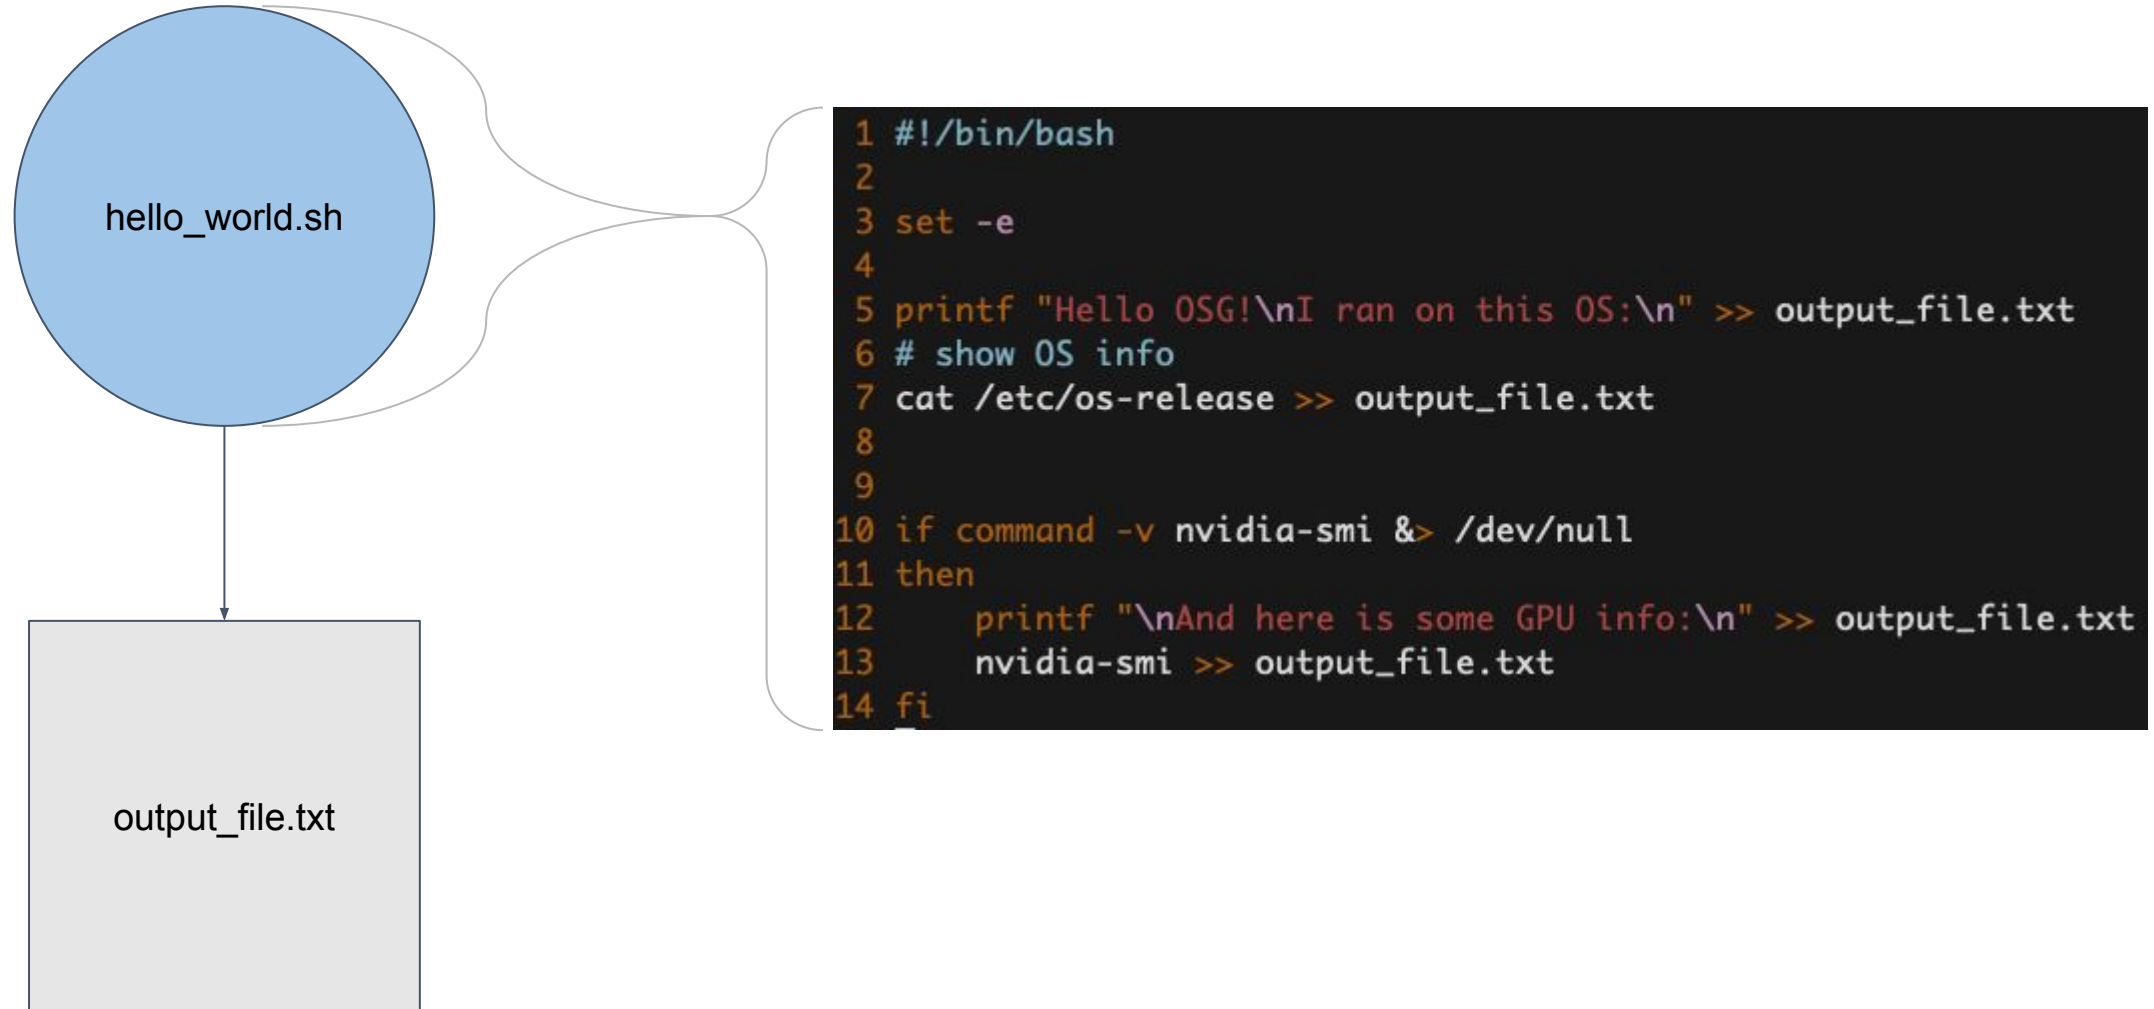 hello_world.sh
1 #!/bin/bash
2
3 set -e
4
5 printf "Hello OSG!\nI ran on this OS:\n" >> output_file.txt
6 # show OS info
7 cat /etc/os-release >> output_file.txt
8
9
10 if command -v nvidia-smi &> /dev/null
11 then
12     printf "\nAnd here is some GPU info:\n" >> output_file.txt
13     nvidia-smi >> output_file.txt
14 fi
output_file.txt